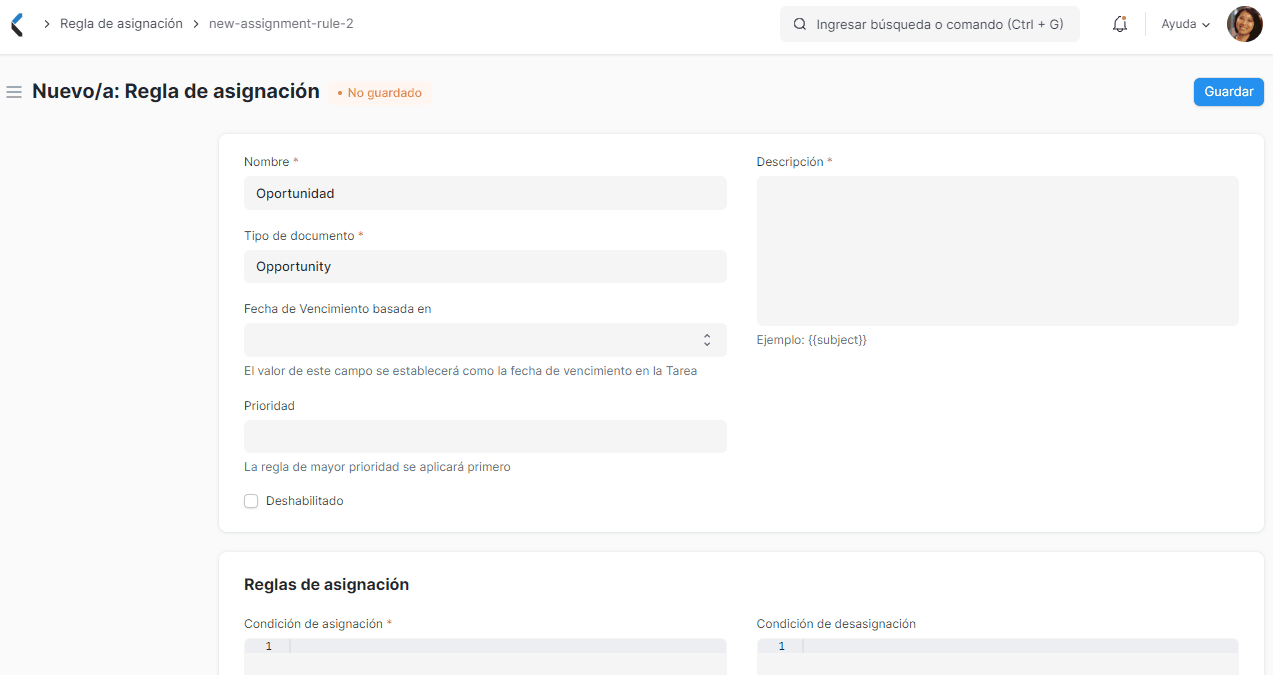 Regla de asignación
new-assignment-rule-2
Ingresar búsqueda o comando (Ctrl + G)
Ayuda
Nuevo/a: Regla de asignación
• No guardado
Guardar
Nombre *
Oportunidad
Tipo de documento *
Opportunity
Fecha de Vencimiento basada en
El valor de este campo se establecerá como la fecha de vencimiento en la Tarea
Prioridad
La regla de mayor prioridad se aplicará primero
Deshabilitado
Descripción *
Ejemplo: {{subject}}
Reglas de asignación
Condición de asignación *
1
Condición de desasignación
1